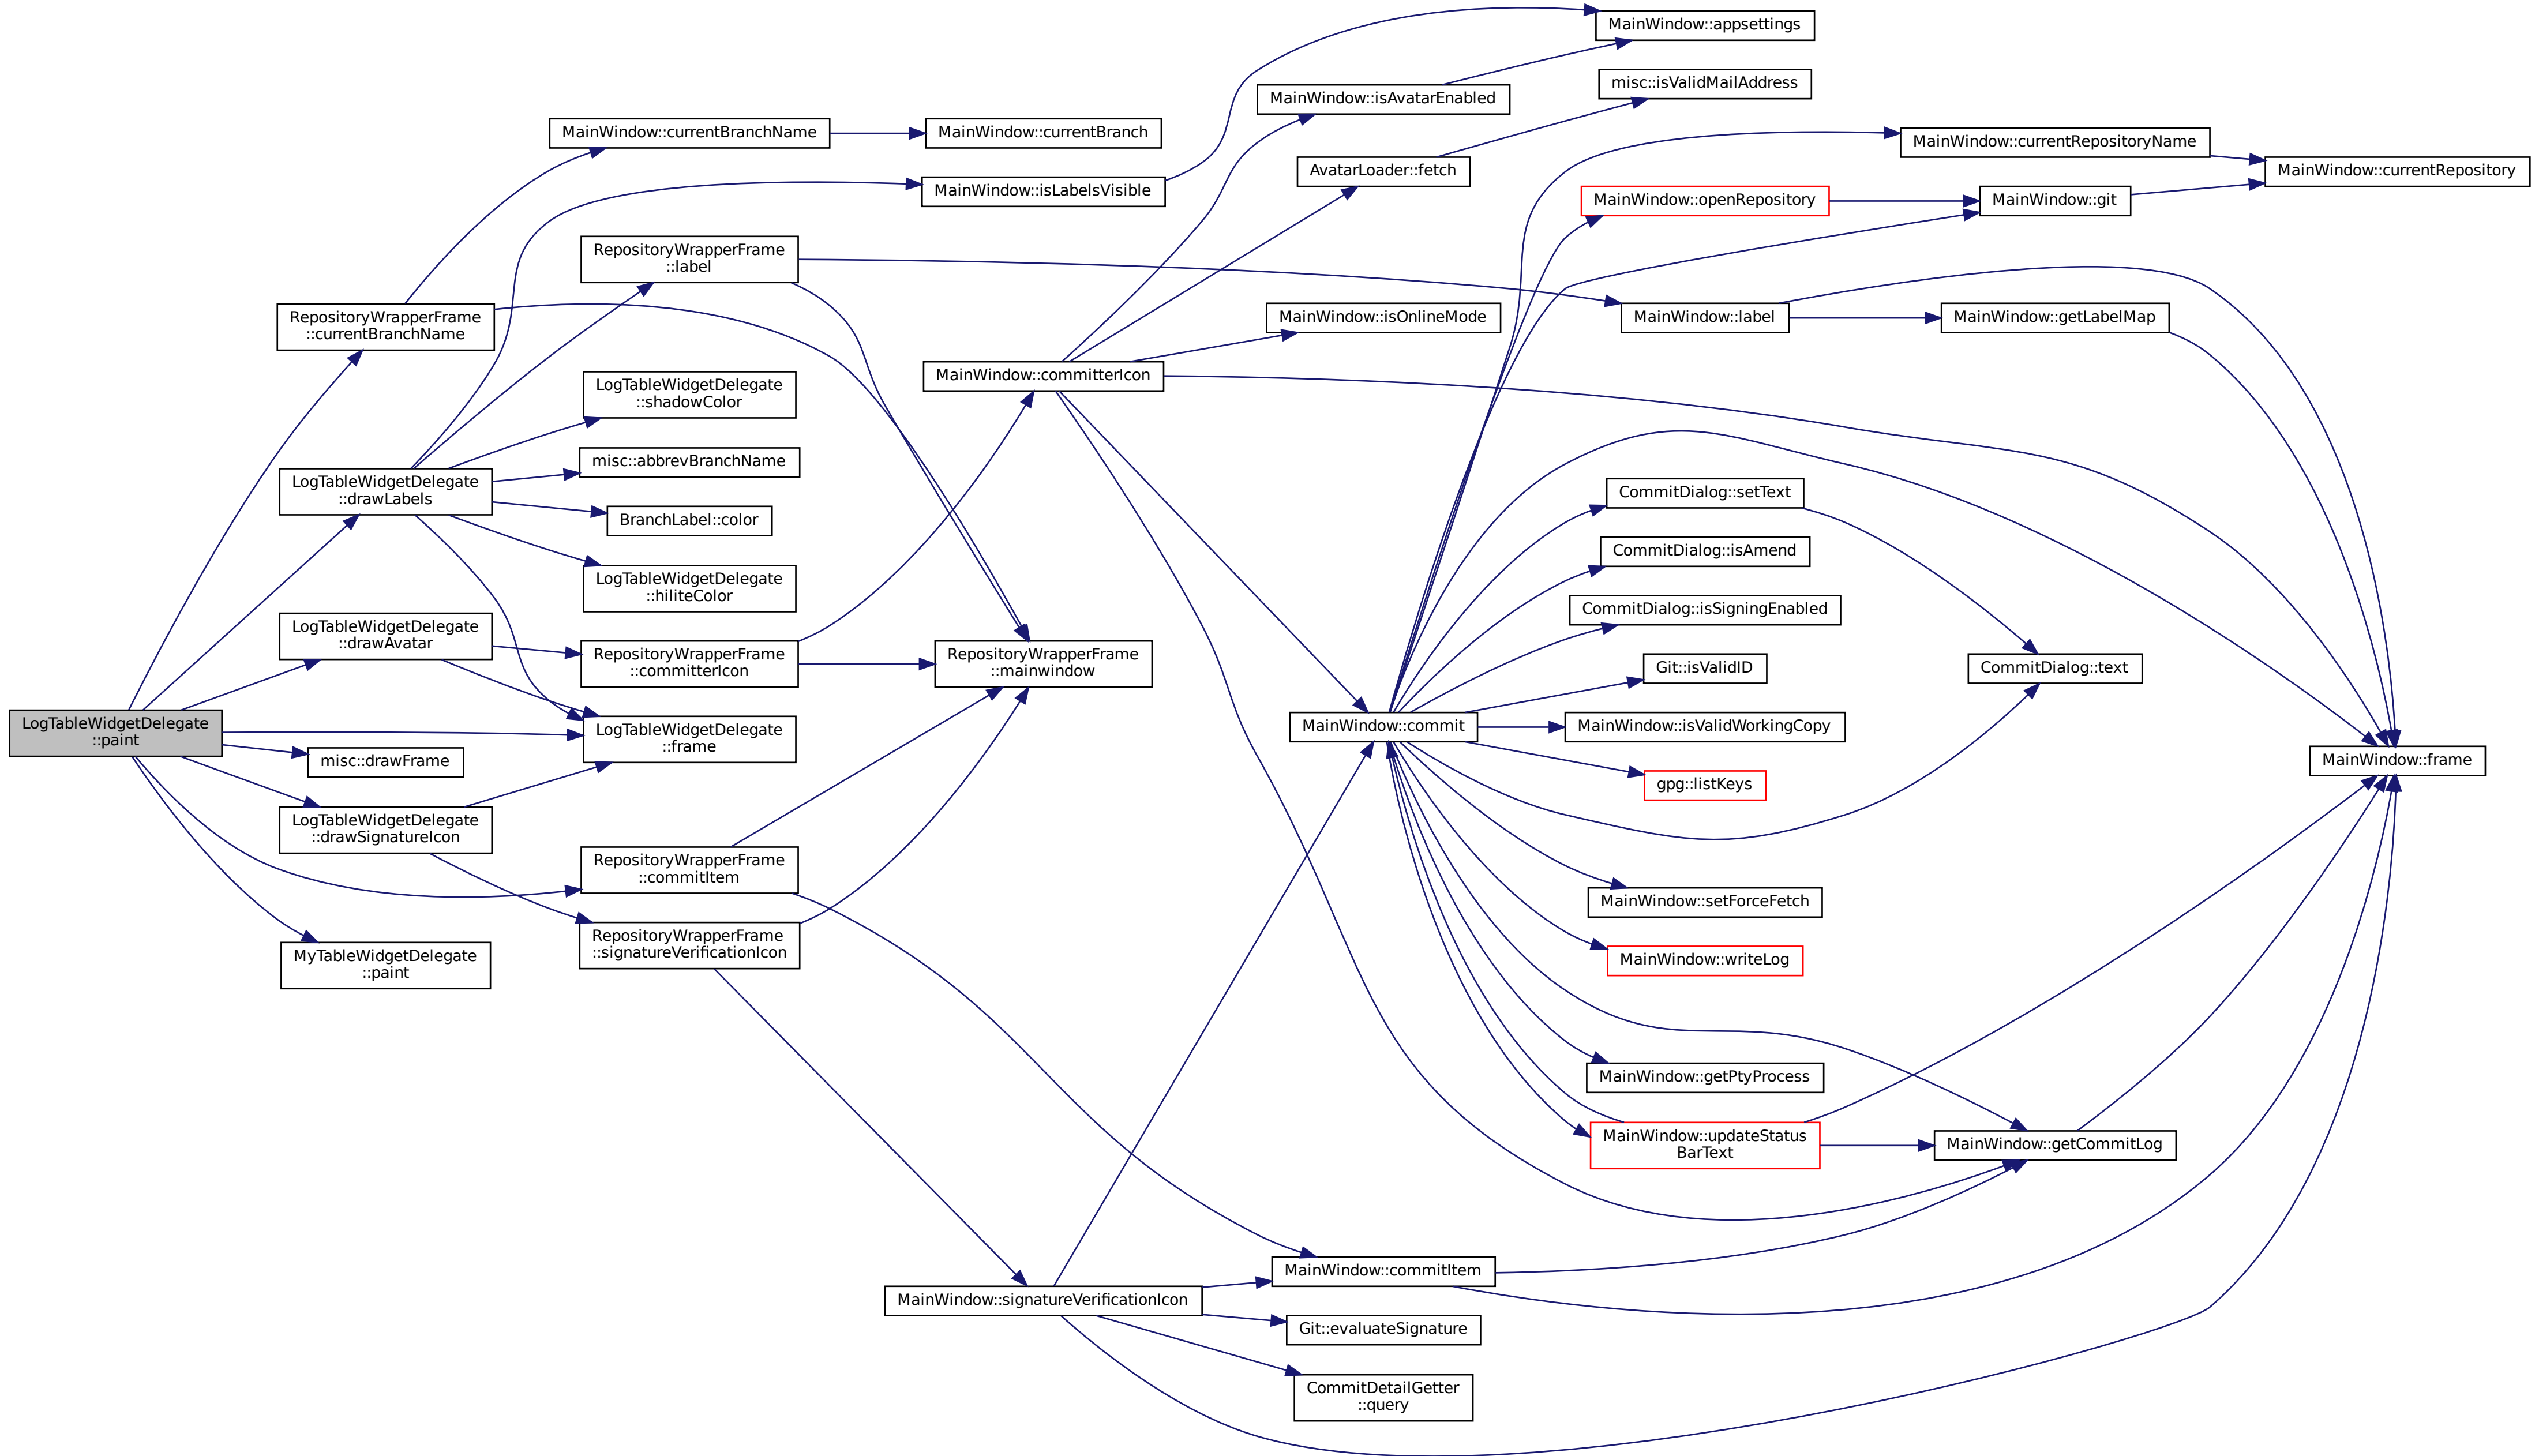 LogTableWidgetDelegate
::paint
RepositoryWrapperFrame
::currentBranchName
LogTableWidgetDelegate
::drawLabels
LogTableWidgetDelegate
::drawAvatar
misc::drawFrame
LogTableWidgetDelegate
::drawSignatureIcon
MyTableWidgetDelegate
::paint
MainWindow::currentBranchName
RepositoryWrapperFrame
::label
LogTableWidgetDelegate
::shadowColor
misc::abbrevBranchName
BranchLabel::color
LogTableWidgetDelegate
::hiliteColor
RepositoryWrapperFrame
::committerIcon
LogTableWidgetDelegate
::frame
RepositoryWrapperFrame
::commitItem
RepositoryWrapperFrame
::signatureVerificationIcon
MainWindow::currentBranch
MainWindow::isLabelsVisible
MainWindow::committerIcon
RepositoryWrapperFrame
::mainwindow
MainWindow::signatureVerificationIcon
MainWindow::isAvatarEnabled
AvatarLoader::fetch
MainWindow::isOnlineMode
MainWindow::commit
MainWindow::commitItem
Git::evaluateSignature
CommitDetailGetter
::query
MainWindow::appsettings
misc::isValidMailAddress
MainWindow::openRepository
MainWindow::label
CommitDialog::setText
CommitDialog::isAmend
CommitDialog::isSigningEnabled
Git::isValidID
MainWindow::isValidWorkingCopy
gpg::listKeys
MainWindow::setForceFetch
MainWindow::writeLog
MainWindow::getPtyProcess
MainWindow::updateStatus
BarText
MainWindow::currentRepositoryName
MainWindow::git
MainWindow::getLabelMap
CommitDialog::text
MainWindow::getCommitLog
MainWindow::currentRepository
MainWindow::frame